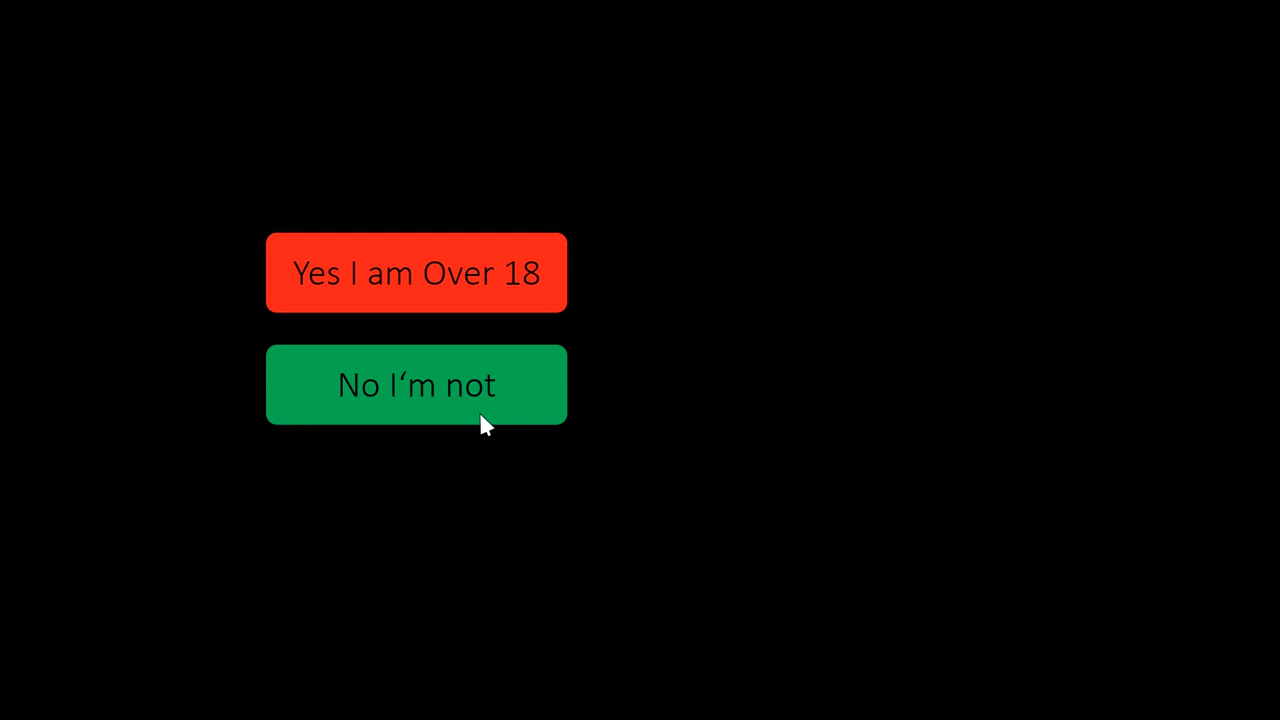 Yes I am Over 18
No I‘m not